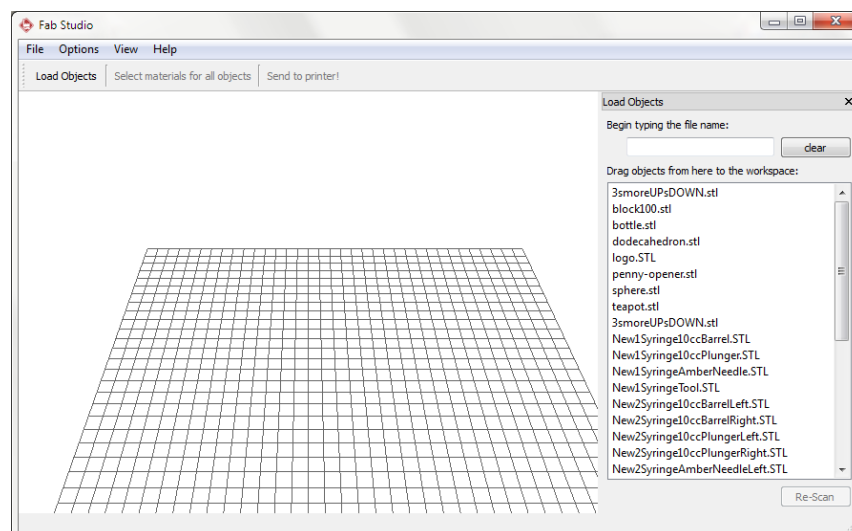 Fab Studio
File Options View Help
Load Objects Select materials for all objects Send to printer!
Load Objects
Begin typing the file name:
clear
Drag objects from here to the workspace:
3smoreUPsDOWN.stl
block100.stl
bottle.stl
dodecahedron.stl
logo.STL
penny-opener.stl
sphere.stl
teapot.stl
3smoreUPsDOWN.stl
New1Syringe10ccBarrel.STL
New1Syringe10ccPlunger.STL
New1SyringeAmberNeedle.STL
New1SyringeTool.STL
New2Syringe10ccBarrelLeft.STL
New2Syringe10ccBarrelRight.STL
New2Syringe10ccPlungerLeft.STL
New2Syringe10ccPlungerRight.STL
New2SyringeAmberNeedleLeft.STL
Re-Scan